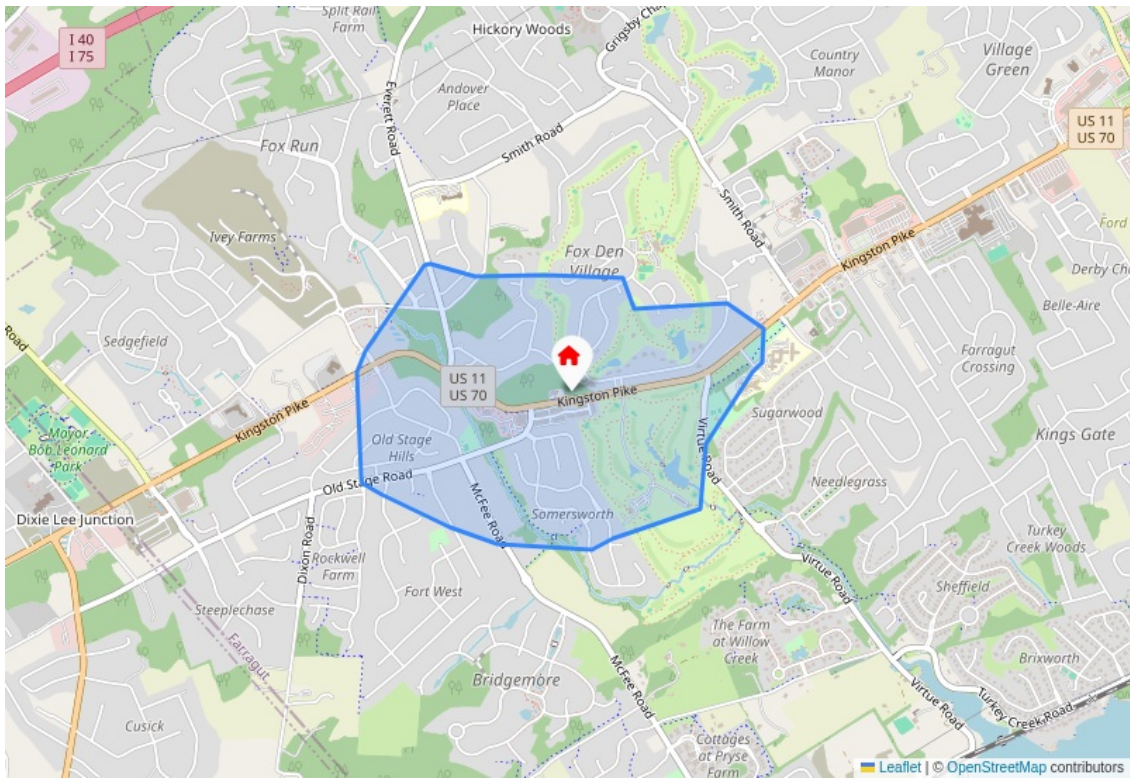 Split Rail
Farm
Hickory Woods
Grigsby Cha
I 40
I 75
Country
Manor
Village
Green
Andover
Place
Everett Road
US 11
US 70
Smith Road
Fox Run
Smith Road
Ford
Ivey Farms
Fox Den
Village
Kingston Pike
Derby Cha
Belle-Aire
Road
Sedgefield
Farragut
Crossing
US 11
US 70
Kingston Pike
Kingston Pike
Sugarwood
Mayor
Bob Leonard
Park
Old Stage
Hills
Virtue Road
Kings Gate
Old Stage Road
Needlegrass
McFee Road
Somersworth
Dixie Lee Junction
Dixon Road
Rockwell
Farm
Turkey
Creek Woods
Virtue Road
Fort West
Sheffield
Steeplechase
The Farm
at Willow
Creek
Farragut
Brixworth
McFee Road
Bridgemore
Virtue Road
Turkey Creek Road
Cusick
Cottages
at Pryse
Farm
Leaflet | © OpenStreetMap contributors